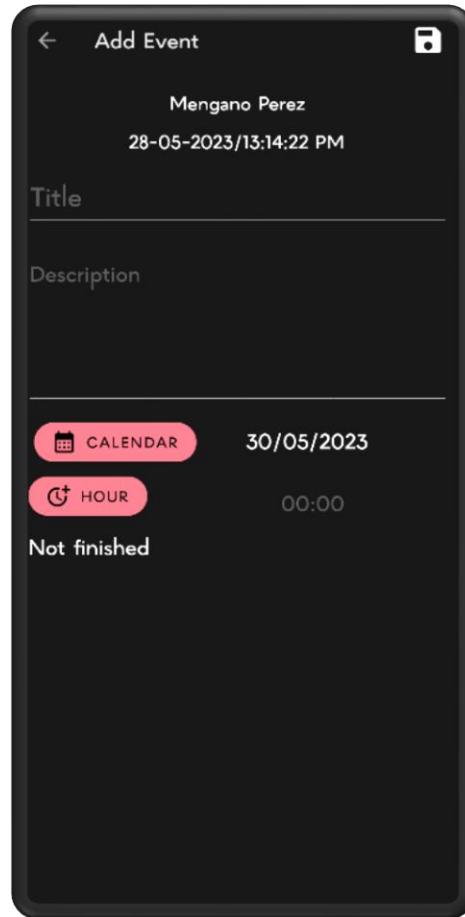 Add Event
Mengano Perez
28-05-2023/13:14:22 PM
Title
Description
CALENDAR 30/05/2023
HOUR 00:00
Not finished